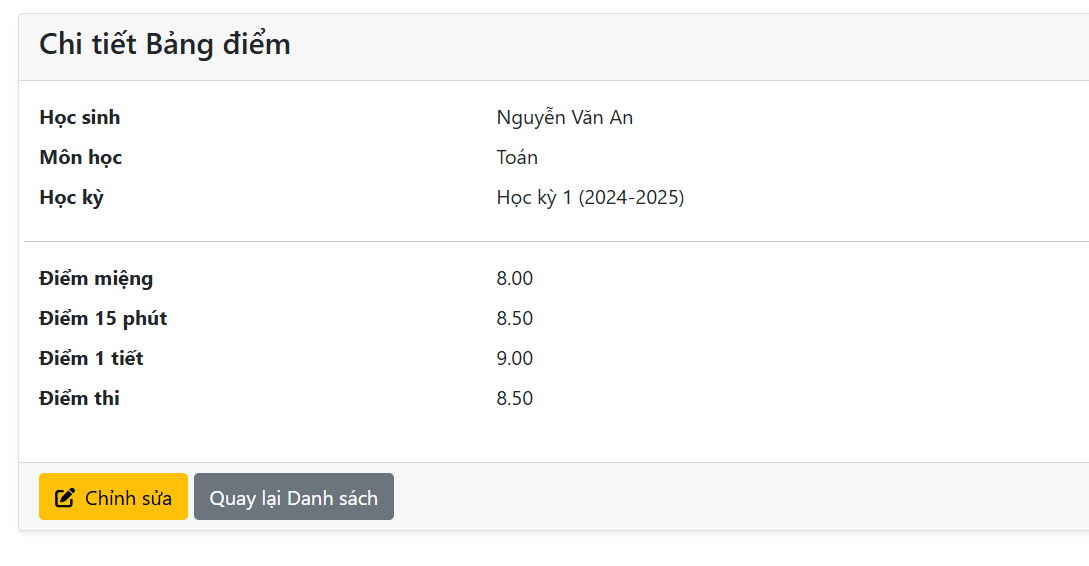 Chi tiết Bảng điểm
Học sinh Nguyễn Văn An
Môn học Toán
Học kỳ Học kỳ 1 (2024-2025)
Điểm miệng 8.00
Điểm 15 phút 8.50
Điểm 1 tiết 9.00
Điểm thi 8.50
Chỉnh sửa Quay lại Danh sách